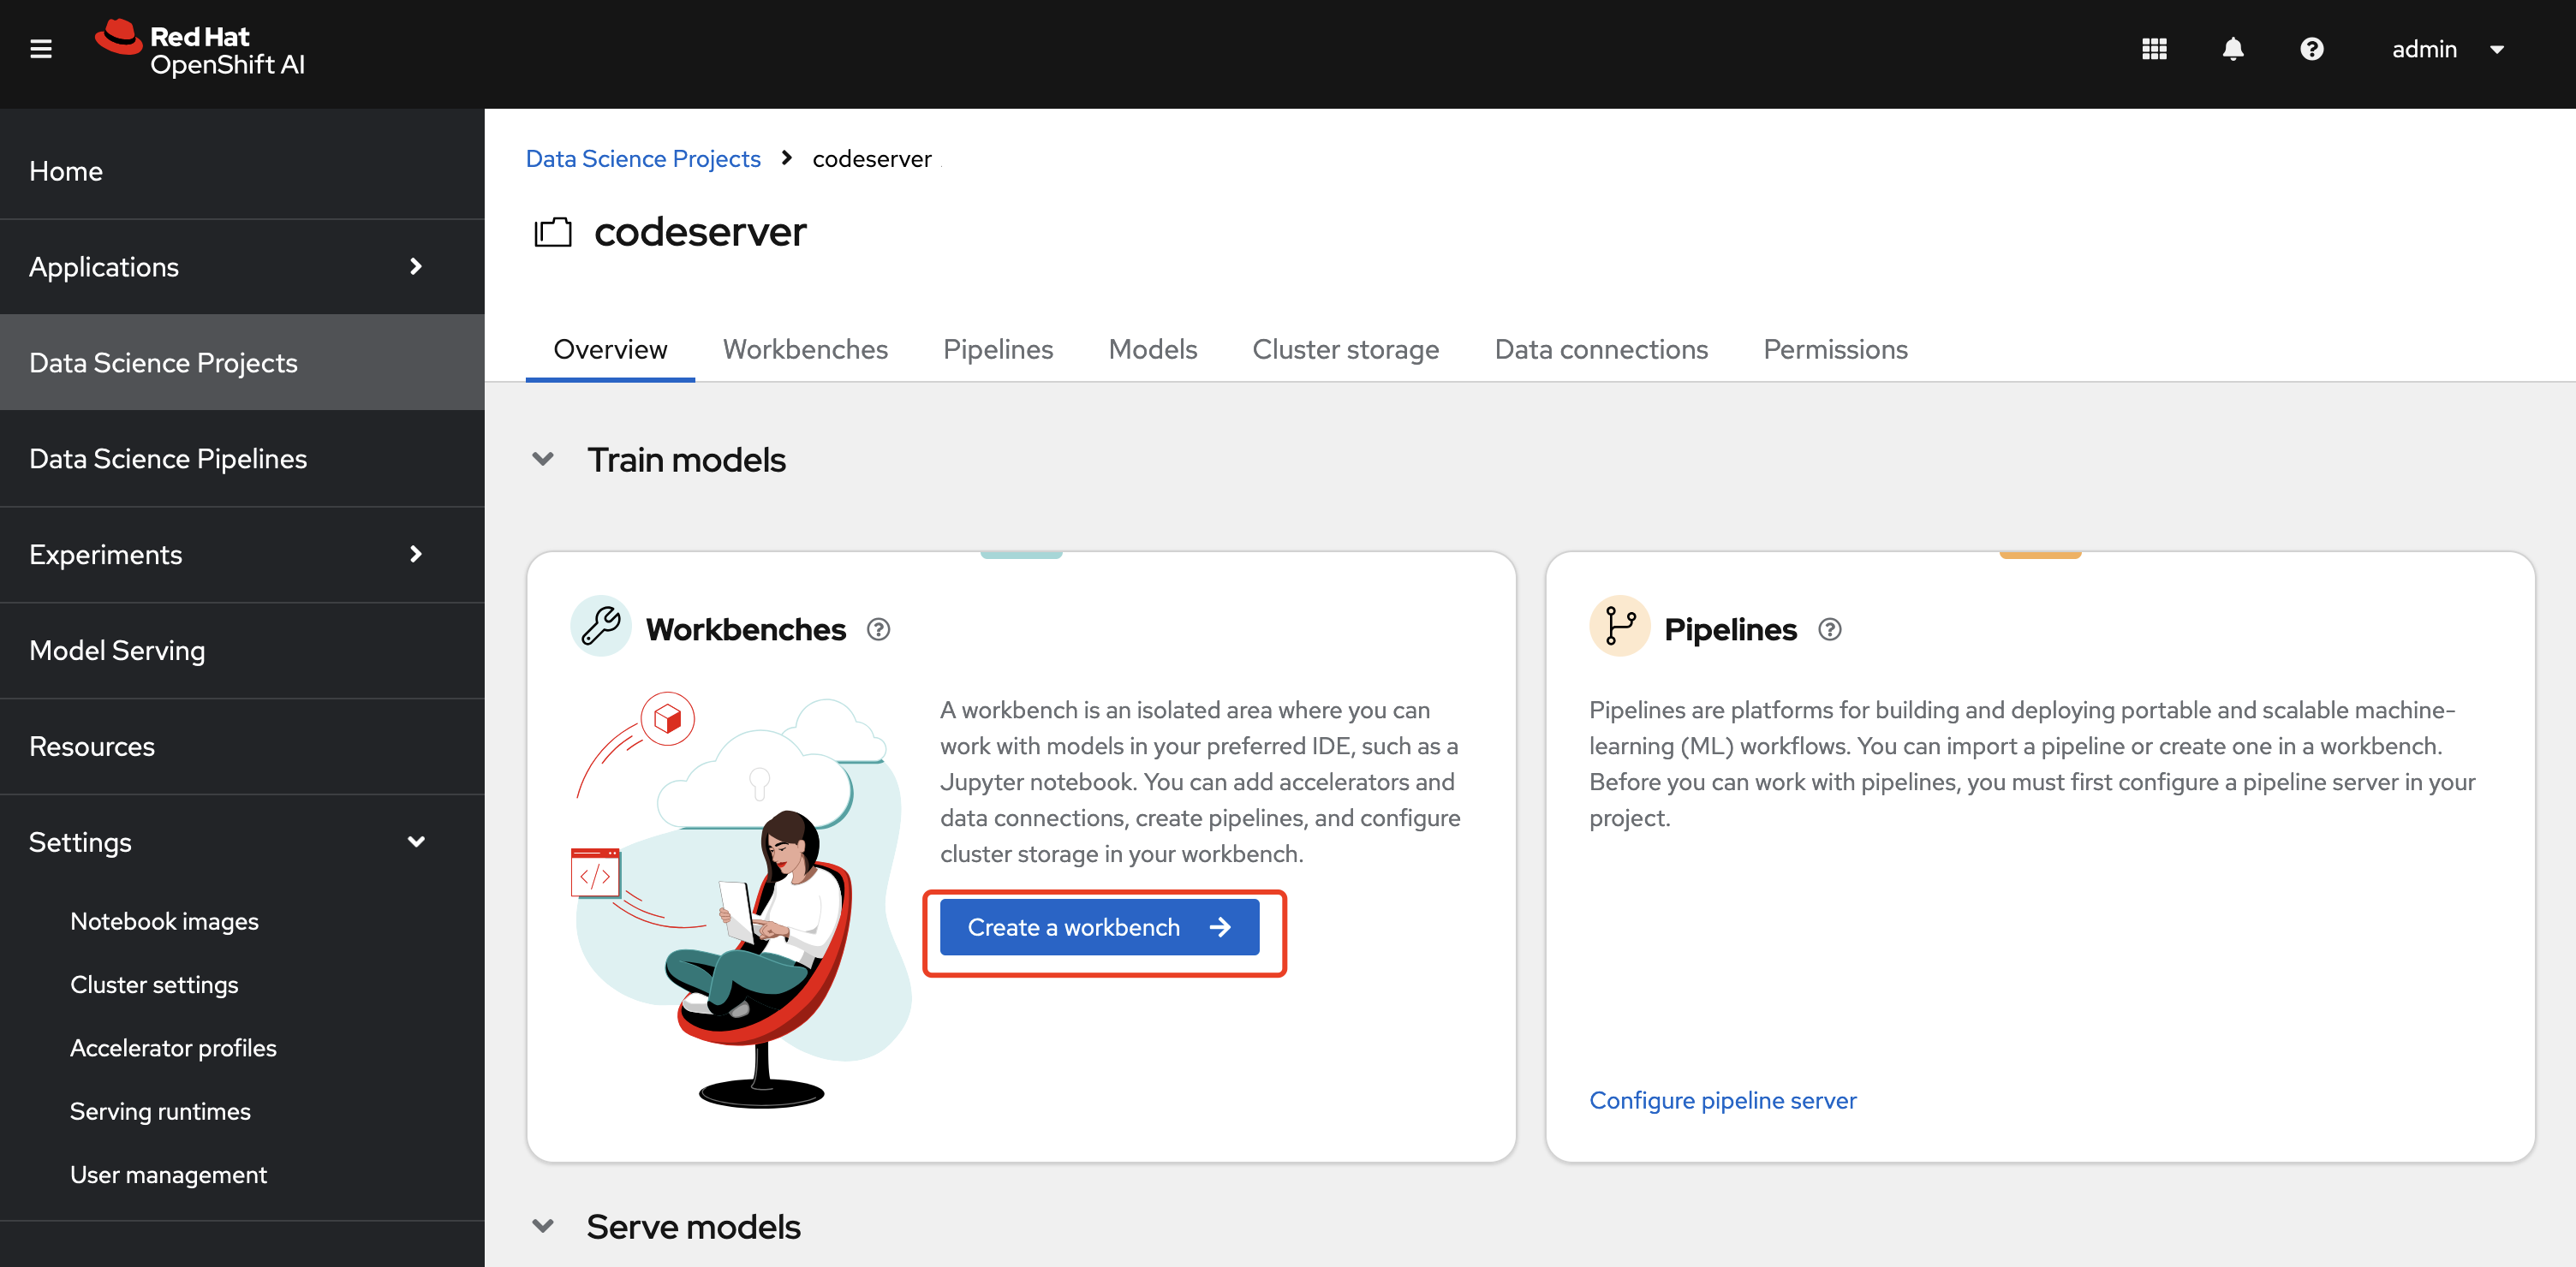 Red Hat
OpenShift AI
admin
Home
Applications
Data Science Projects
Data Science Pipelines
Experiments
Model Serving
Resources
Settings
Notebook images
Cluster settings
Accelerator profiles
Serving runtimes
User management
Data Science Projects > codeserver
codeserver
Overview Workbenches Pipelines Models Cluster storage Data connections Permissions
Train models
Workbenches
A workbench is an isolated area where you can
work with models in your preferred IDE, such as a
Jupyter notebook. You can add accelerators and
data connections, create pipelines, and configure
cluster storage in your workbench.
Create a workbench →
Pipelines
Pipelines are platforms for building and deploying portable and scalable machine-
learning (ML) workflows. You can import a pipeline or create one in a workbench.
Before you can work with pipelines, you must first configure a pipeline server in your
project.
Configure pipeline server
Serve models